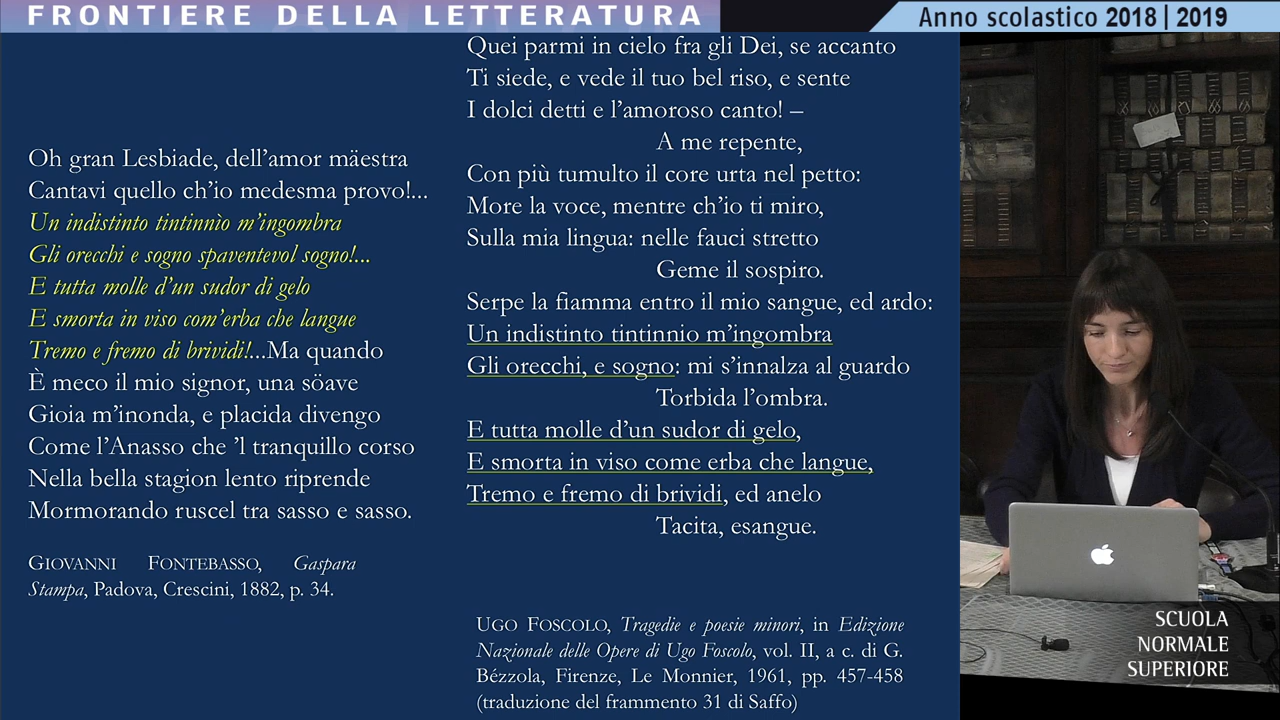 FRONTIERE DELLA LETTERATURA
Anno scolastico 2018|2019
Oh gran Lesbiade, dell’amor mäestra
Cantavi quello ch’io medesma provo!...
Un indistinto tintinnìo m’ingombra
Gli orecchi e sogno spaventevol sogno!...
E tutta molle d’un sudor di gelo
E smorta in viso com’erba che langue
Tremo e fremo di brividi!...Ma quando
È meco il mio signor, una söave
Gioia m’inonda, e placida divengo
Come l’Anasso che ’l tranquillo corso
Nella bella stagion lento riprende
Mormorando ruscel tra sasso e sasso.
GIOVANNI FONTEBASSO, Gaspara
Stampa, Padova, Crescini, 1882, p. 34.
Quei parmi in cielo fra gli Dei, se accanto
Ti siede, e vede il tuo bel riso, e sente
I dolci detti e l’amoroso canto! –
A me repente,
Con più tumulto il core urta nel petto:
More la voce, mentre ch’io ti miro,
Sulla mia lingua: nelle fauci stretto
Geme il sospiro.
Serpe la fiamma entro il mio sangue, ed ardo:
Un indistinto tintinnio m’ingombra
Gli orecchi, e sogno: mi s’innalza al guardo
Torbida l’ombra.
E tutta molle d’un sudor di gelo,
E smorta in viso come erba che langue,
Tremo e fremo di brividi, ed anelo
Tacita, esangue.
UGO FOSCOLO, Tragedie e poesie minori, in Edizione
Nazionale delle Opere di Ugo Foscolo, vol. II, a c. di G.
Bézzola, Firenze, Le Monnier, 1961, pp. 457-458
(traduzione del frammento 31 di Saffo)
SCUOLA
NORMALE
SUPERIORE